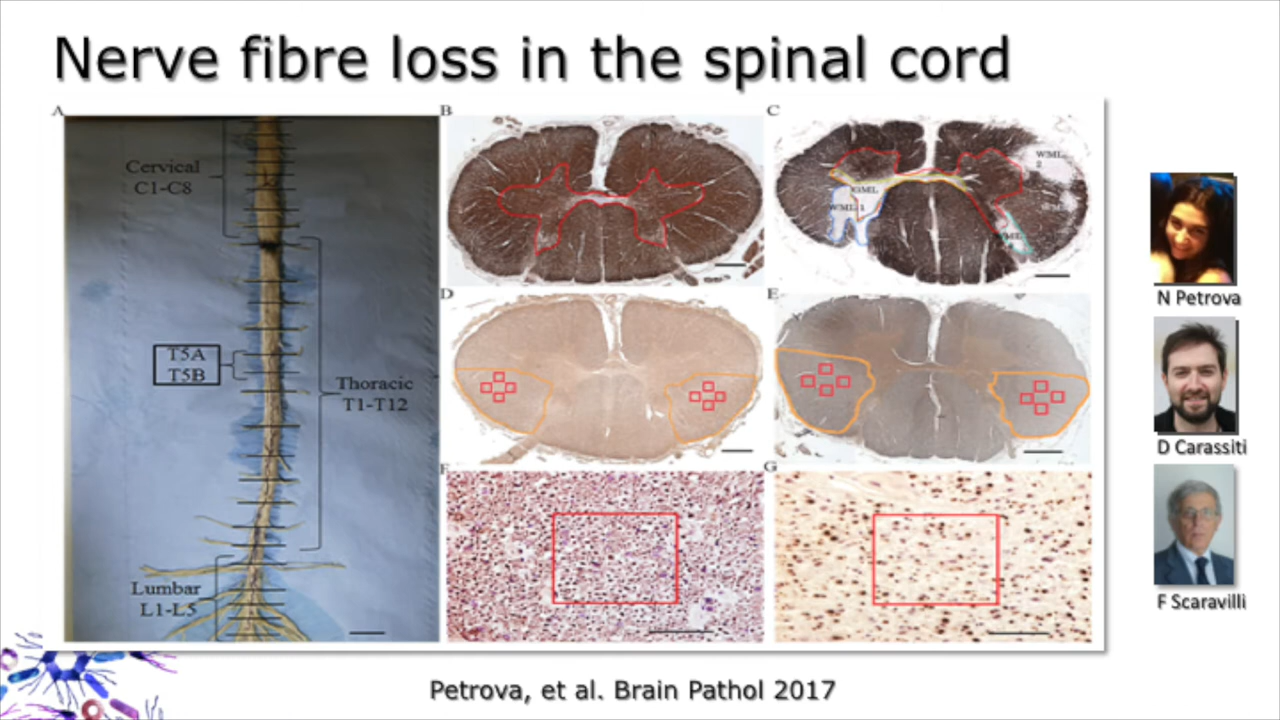 Nerve fibre loss in the spinal cord
A
B
C
Cervical
C1-C8
T5A
T5B
Thoracic
T1-T12
Lumbar
L1-L5
WML
2
GML
WML 1
D
E
F
G
N Petrova
D Carassiti
F Scaravilli
Petrova, et al. Brain Pathol 2017